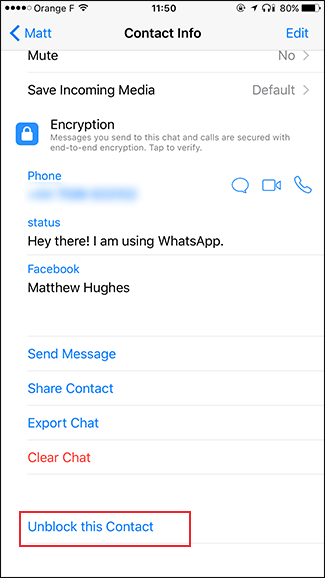 Orange F 11:50 80%
Matt Contact Info Edit
Mute No
Save Incoming Media Default
Encryption
Messages you send to this chat and calls are secured with
end-to-end encryption. Tap to verify.
Phone
status
Hey there! I am using WhatsApp.
Facebook
Matthew Hughes
Send Message
Share Contact
Export Chat
Clear Chat
Unblock this Contact